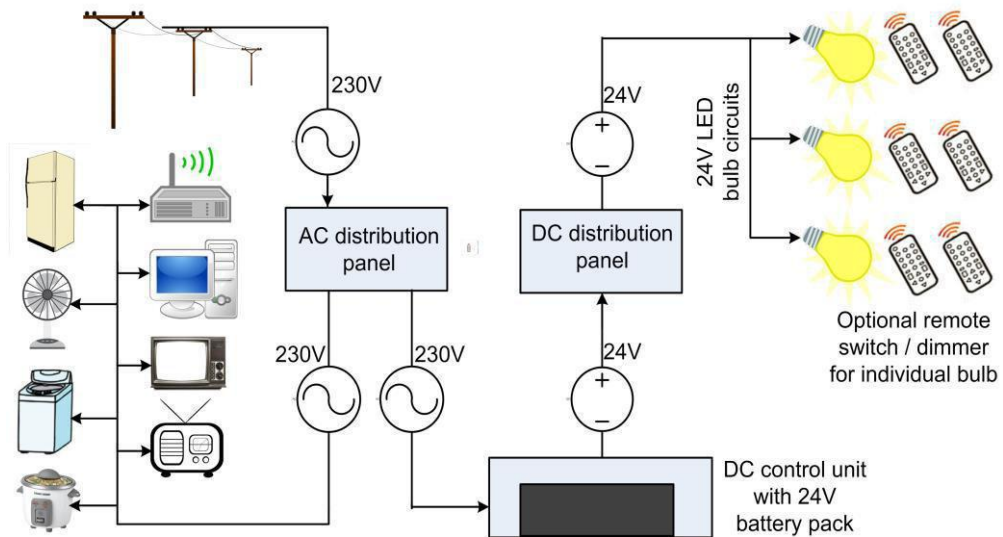 230V
AC distribution
panel
230V
230V
24V
DC distribution
panel
24V
24V LED
bulb circuits
Optional remote
switch / dimmer
for individual bulb
DC control unit
with 24V
battery pack